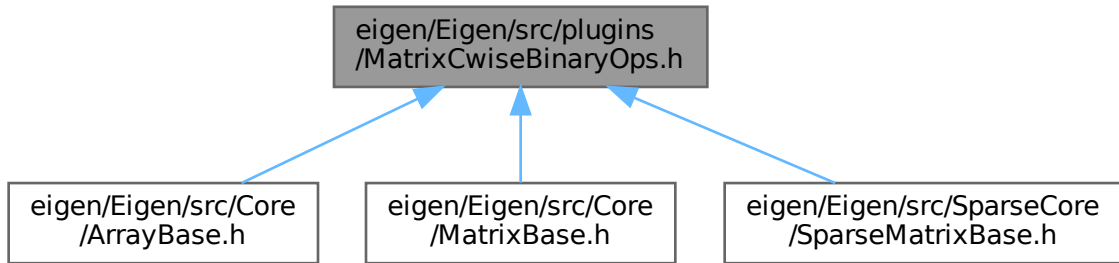 eigen/Eigen/src/plugins
/MatrixCwiseBinaryOps.h
eigen/Eigen/src/Core
/ArrayBase.h
eigen/Eigen/src/Core
/MatrixBase.h
eigen/Eigen/src/SparseCore
/SparseMatrixBase.h